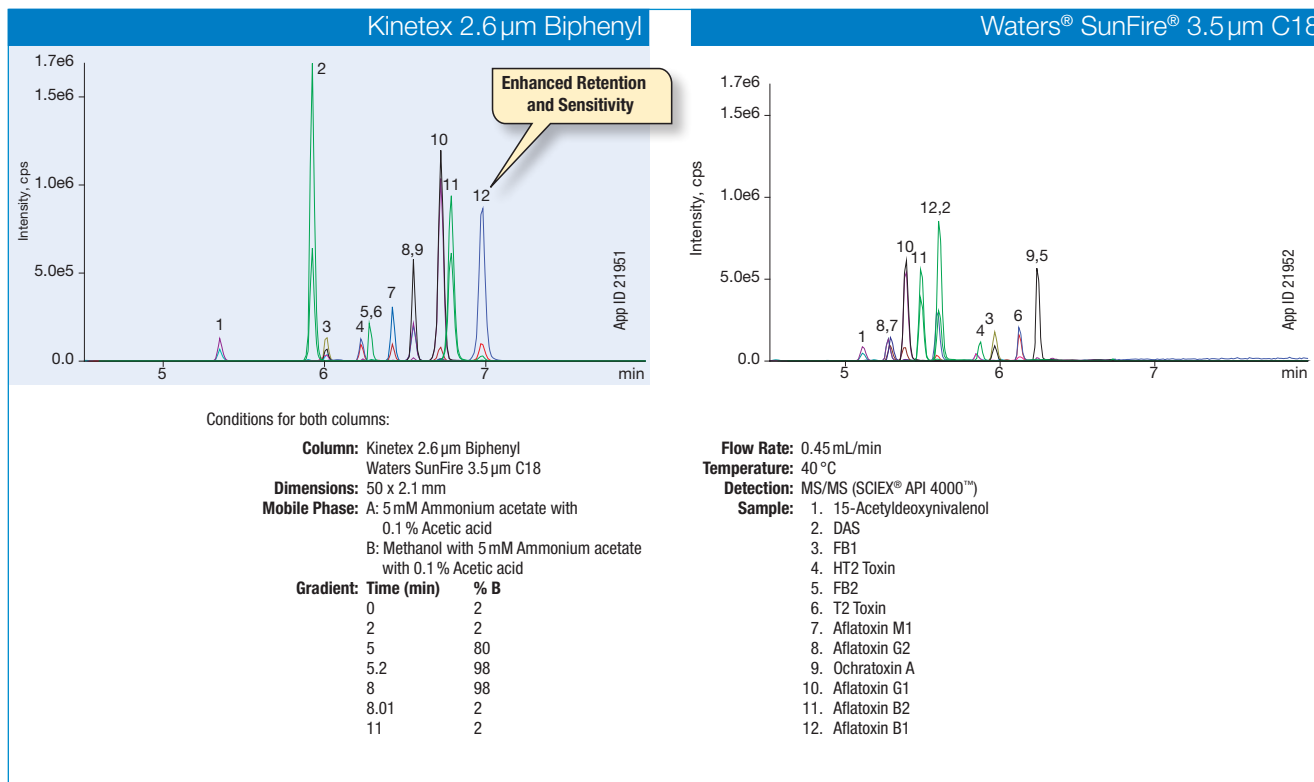 Kinetex 2.6 µm Biphenyl
1.7e6
1.5e6
1.0e6
5.0e5
0.0
Intensity, cps
2
Enhanced Retention
and Sensitivity
10
11
12
8,9
7
5,6
1
3
4
App ID 21951
5
6
7
min
Waters® SunFire® 3.5 µm C18
1.7e6
1.5e6
1.0e6
5.0e5
0.0
Intensity, cps
12,2
10
11
9,5
8,7
1
4
3
6
App ID 21952
5
6
7
min
Conditions for both columns:
Column: Kinetex 2.6 µm Biphenyl
Waters SunFire 3.5 µm C18
Dimensions: 50 x 2.1 mm
Mobile Phase: A: 5 mM Ammonium acetate with
0.1 % Acetic acid
B: Methanol with 5 mM Ammonium acetate
with 0.1 % Acetic acid
Gradient: Time (min) % B
0 2
2 2
5 80
5.2 98
8 98
8.01 2
11 2
Flow Rate: 0.45 mL/min
Temperature: 40 °C
Detection: MS/MS (SCIEX® API 4000™)
Sample: 1. 15-Acetyldeoxynivalenol
2. DAS
3. FB1
4. HT2 Toxin
5. FB2
6. T2 Toxin
7. Aflatoxin M1
8. Aflatoxin G2
9. Ochratoxin A
10. Aflatoxin G1
11. Aflatoxin B2
12. Aflatoxin B1